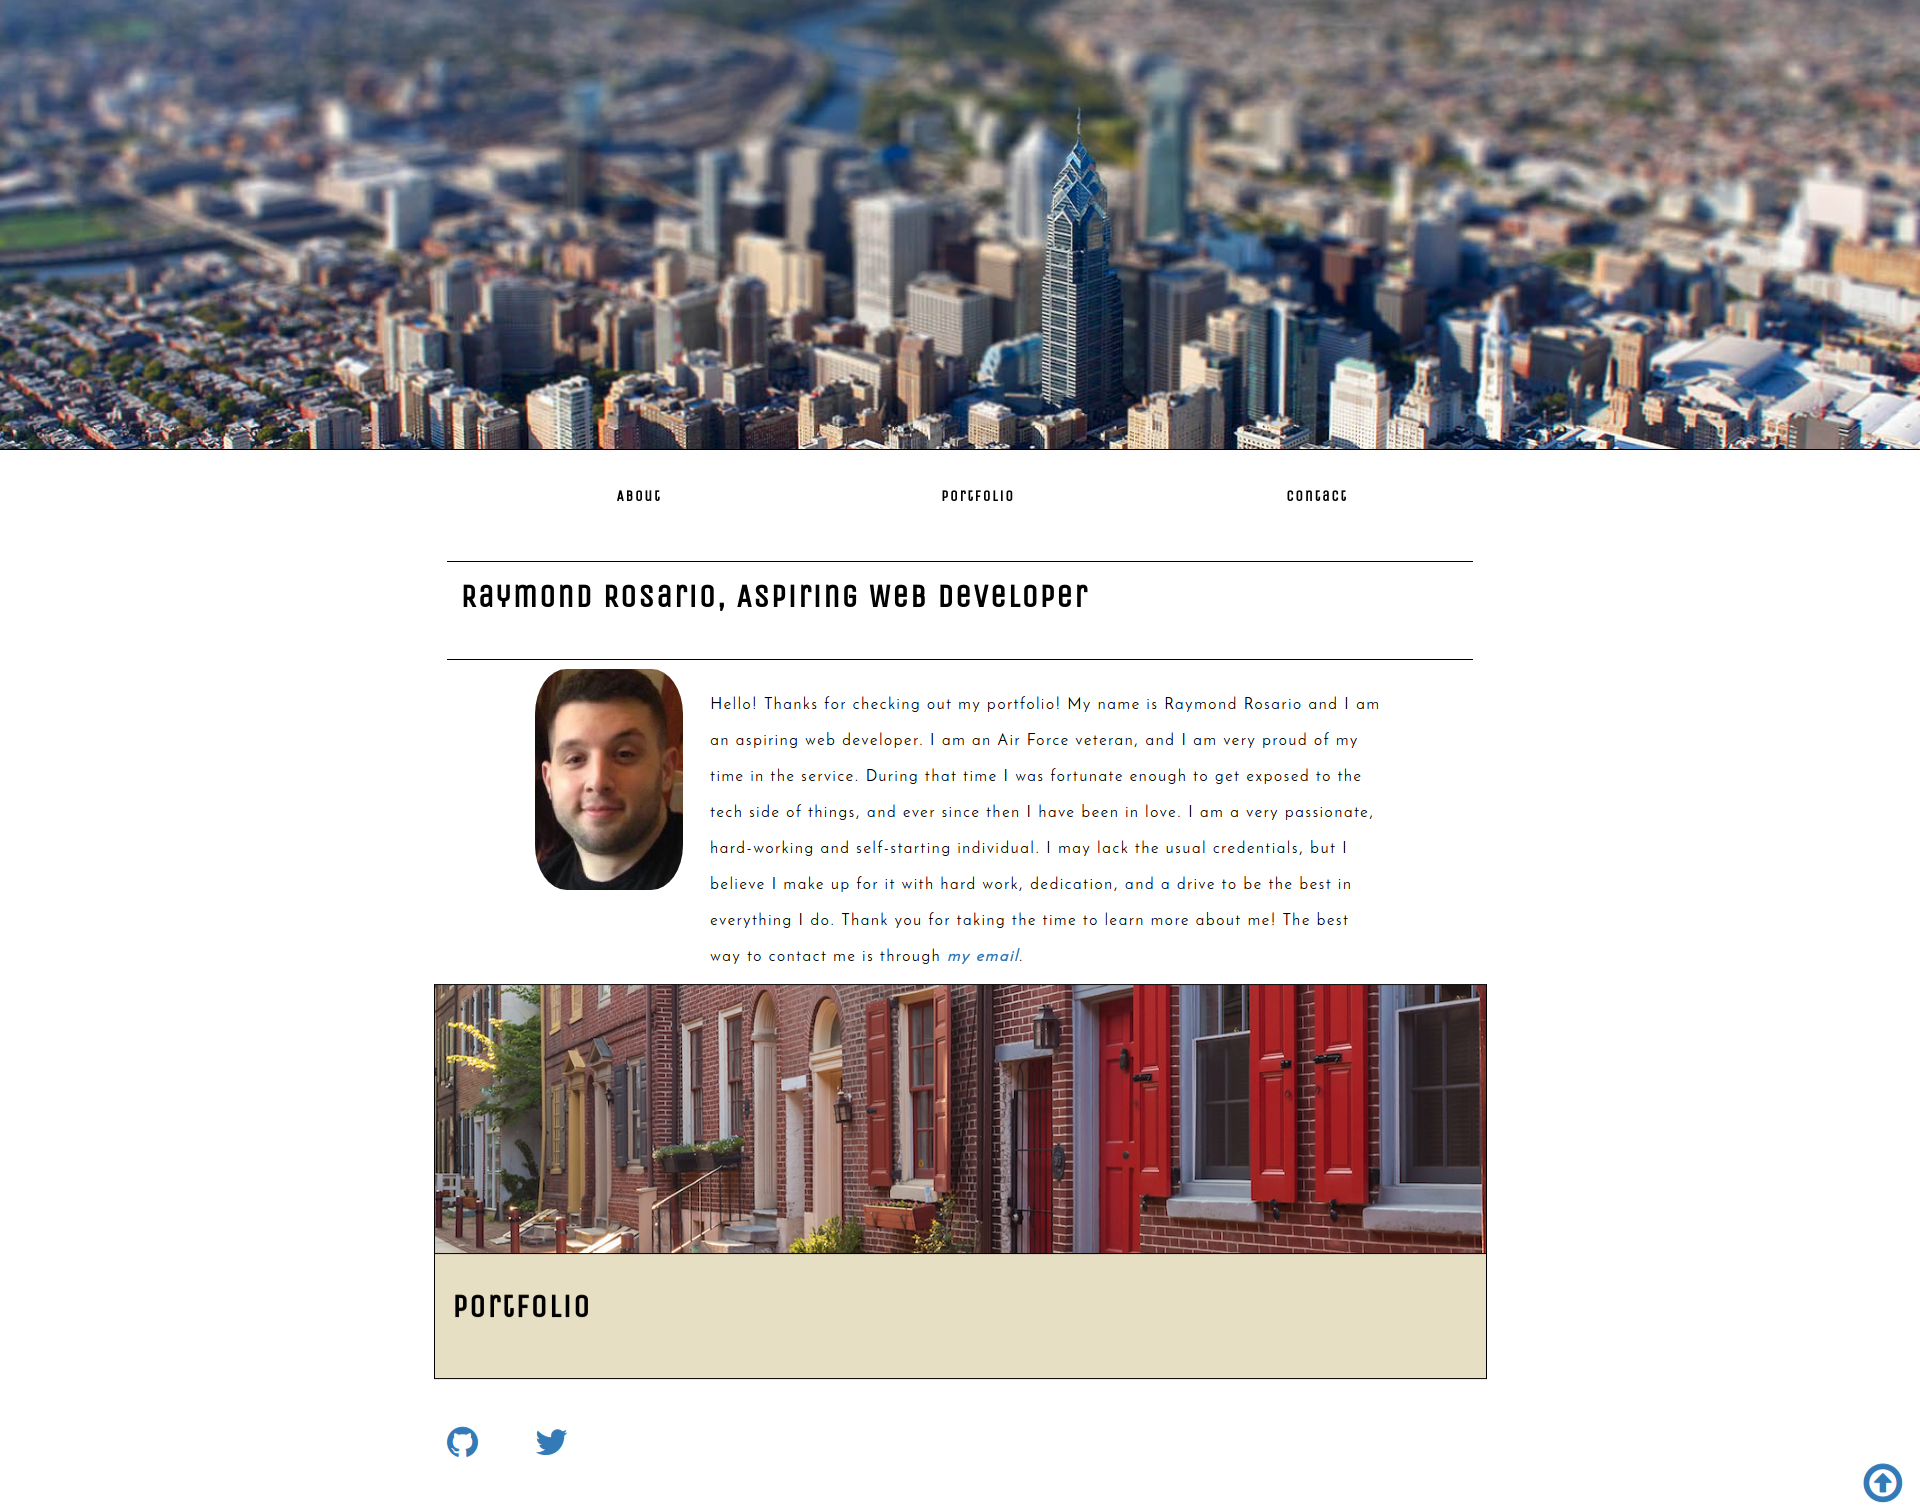 About
Portfolio
Contact
Raymond Rosario, Aspiring Web Developer
Hello! Thanks for checking out my portfolio! My name is Raymond Rosario and I am
an aspiring web developer. I am an Air Force veteran, and I am very proud of my
time in the service. During that time I was fortunate enough to get exposed to the
tech side of things, and ever since then I have been in love. I am a very passionate,
hard-working and self-starting individual. I may lack the usual credentials, but I
believe I make up for it with hard work, dedication, and a drive to be the best in
everything I do. Thank you for taking the time to learn more about me! The best
way to contact me is through my email.
Portfolio